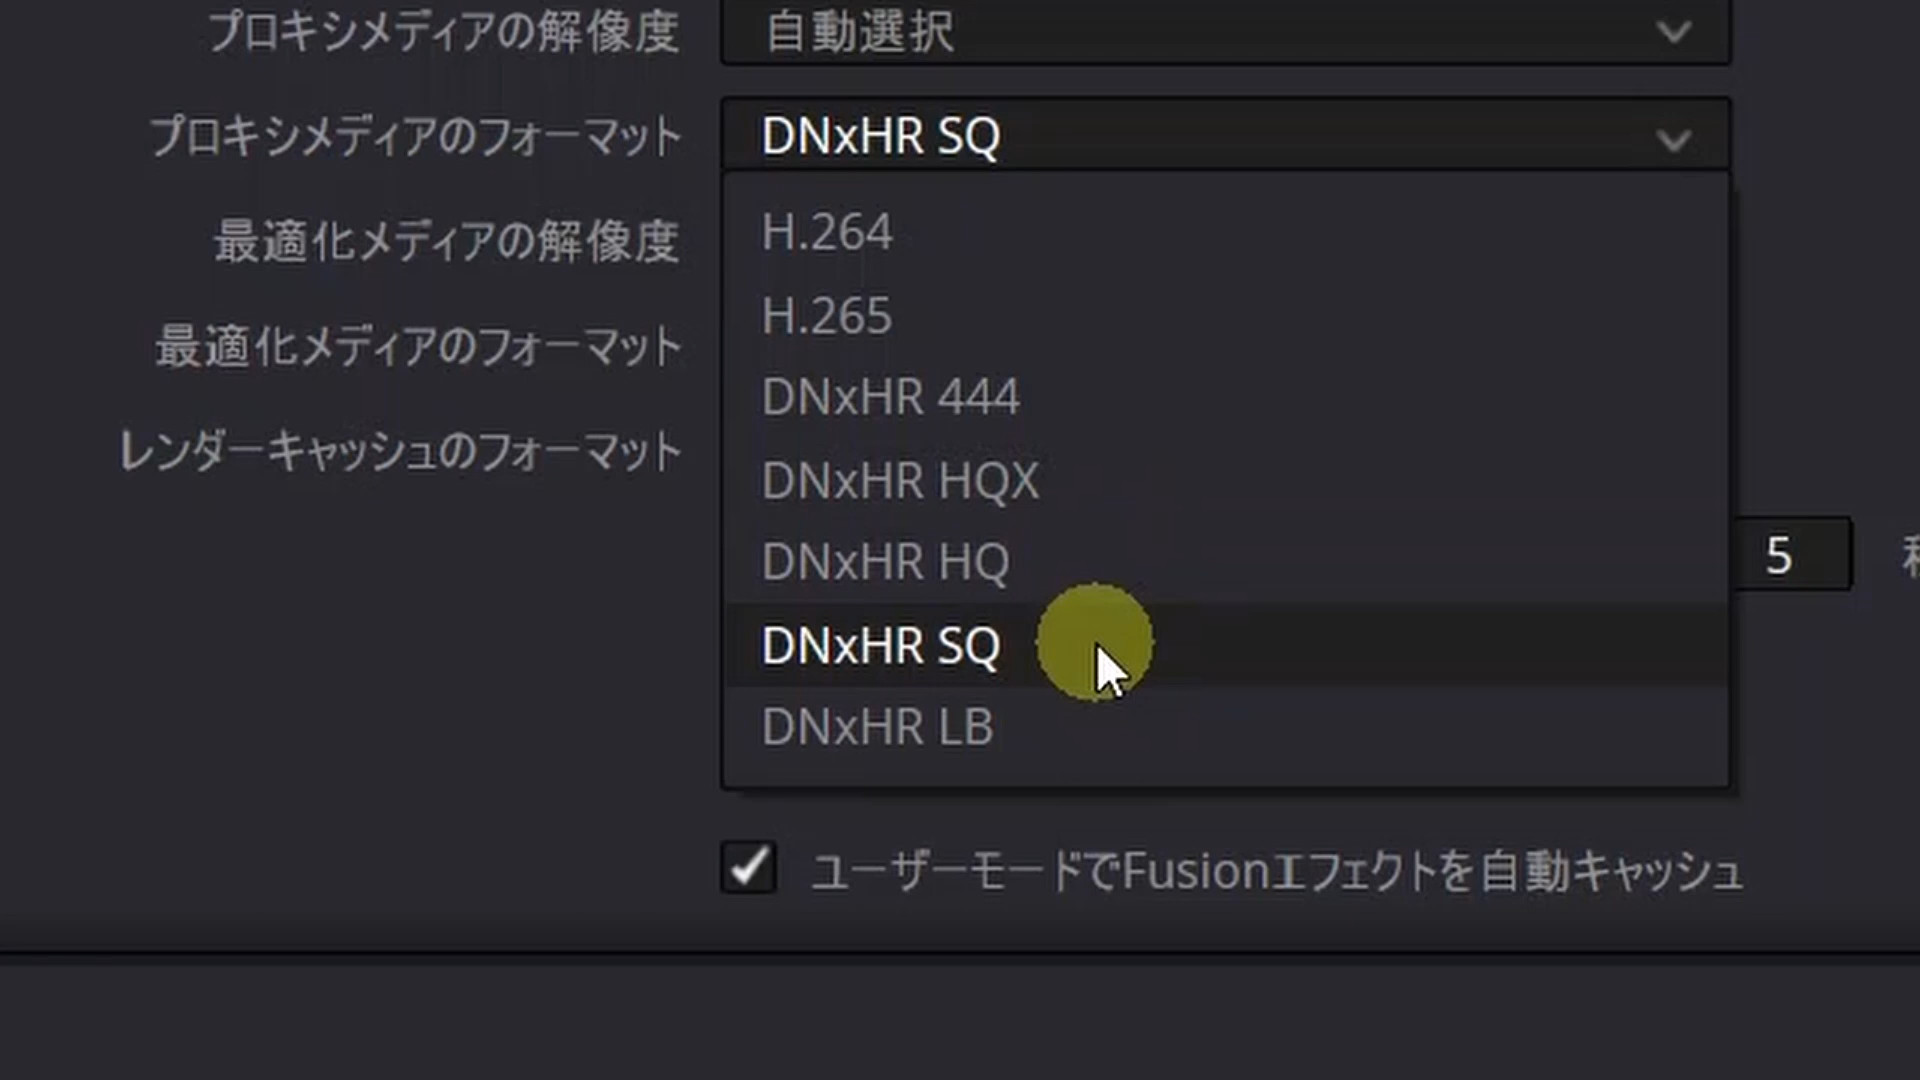 プロキシメディアの解像度 自動選択
プロキシメディアのフォーマット DNxHR SQ
最適化メディアの解像度
最適化メディアのフォーマット
レンダーキャッシュのフォーマット
H.264
H.265
DNxHR 444
DNxHR HQX
DNxHR HQ
DNxHR SQ
DNxHR LB
5
ユーザーモードでFusionエフェクトを自動キャッシュ